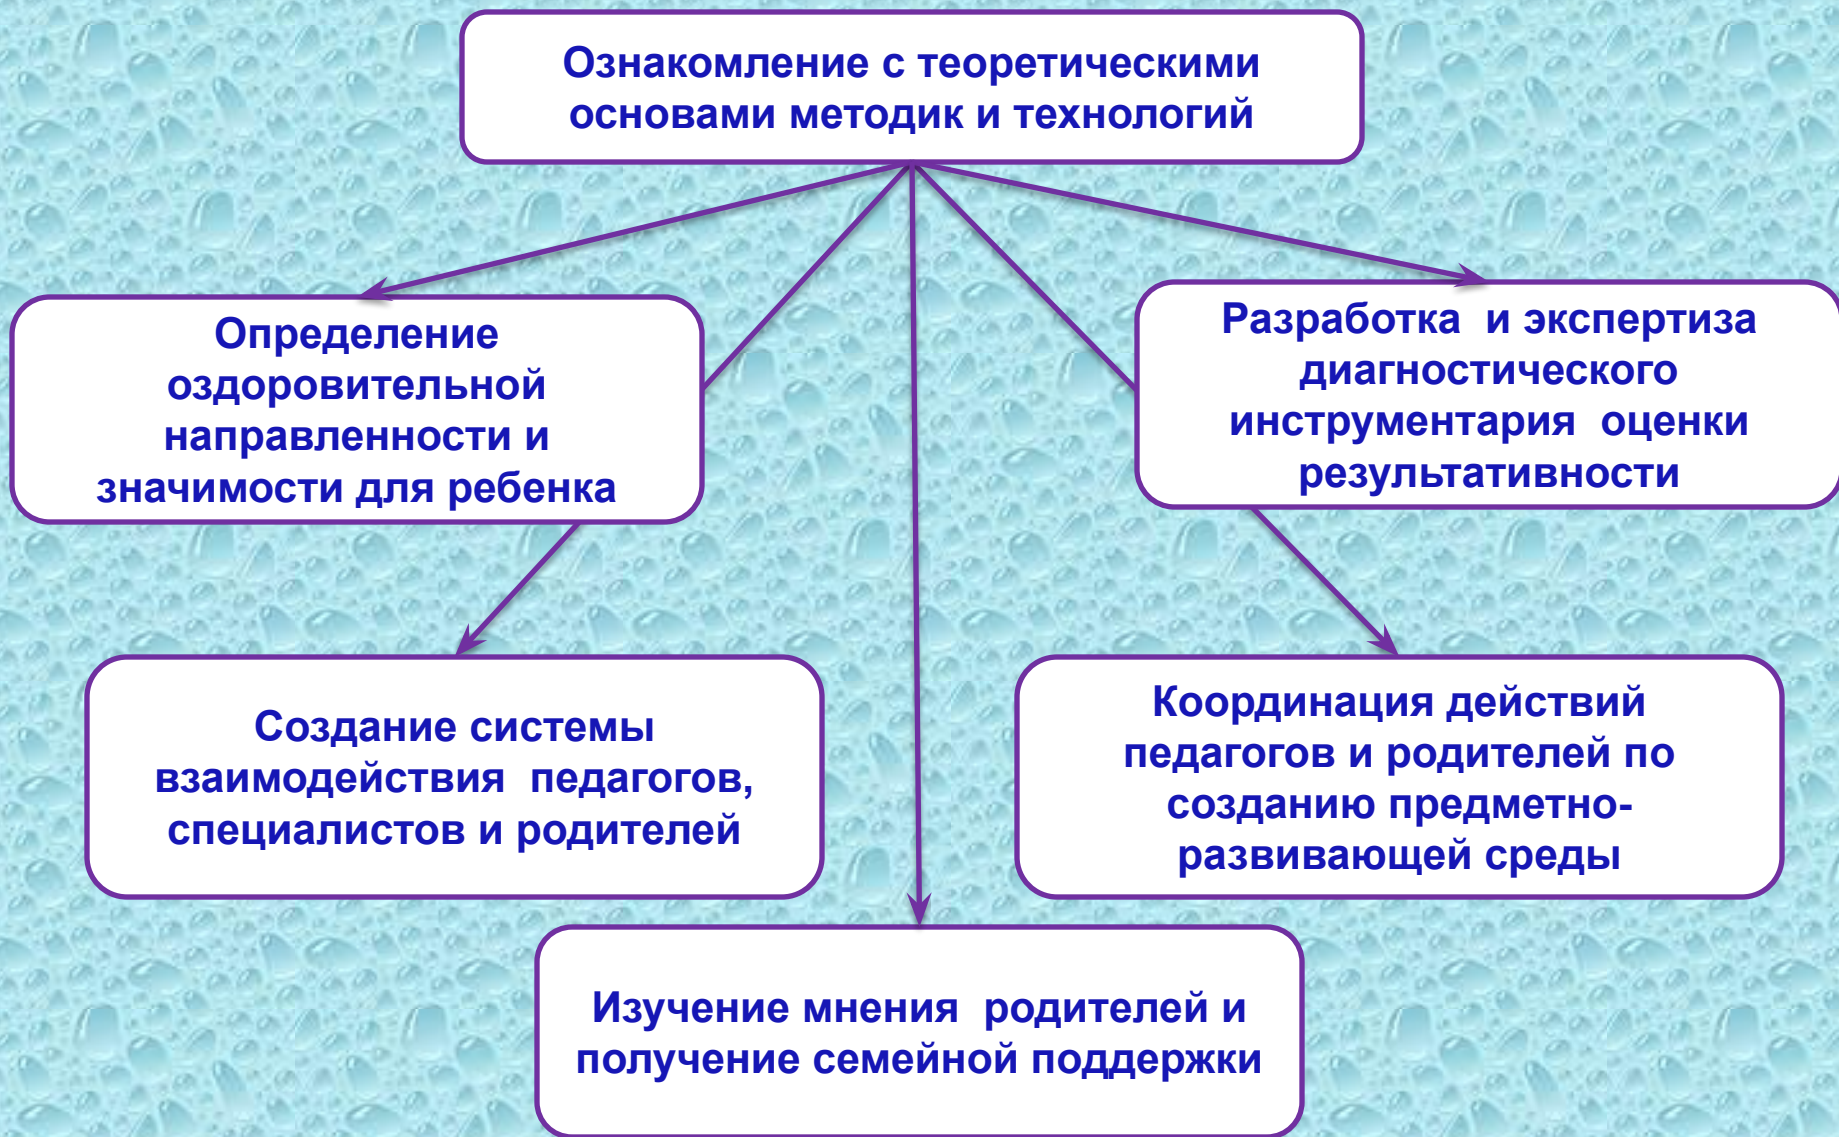 Ознакомление с теоретическими
основами методик и технологий
Определение
оздоровительной
направленности и
значимости для ребенка
Разработка и экспертиза
диагностического
инструментария оценки
результативности
Создание системы
взаимодействия педагогов,
специалистов и родителей
Координация действий
педагогов и родителей по
созданию предметно-
развивающей среды
Изучение мнения родителей и
получение семейной поддержки